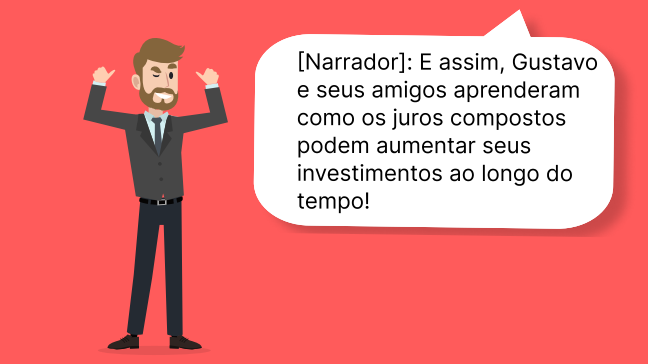 [Narrador]: E assim, Gustavo
e seus amigos aprenderam
como os juros compostos
podem aumentar seus
investimentos ao longo do
tempo!